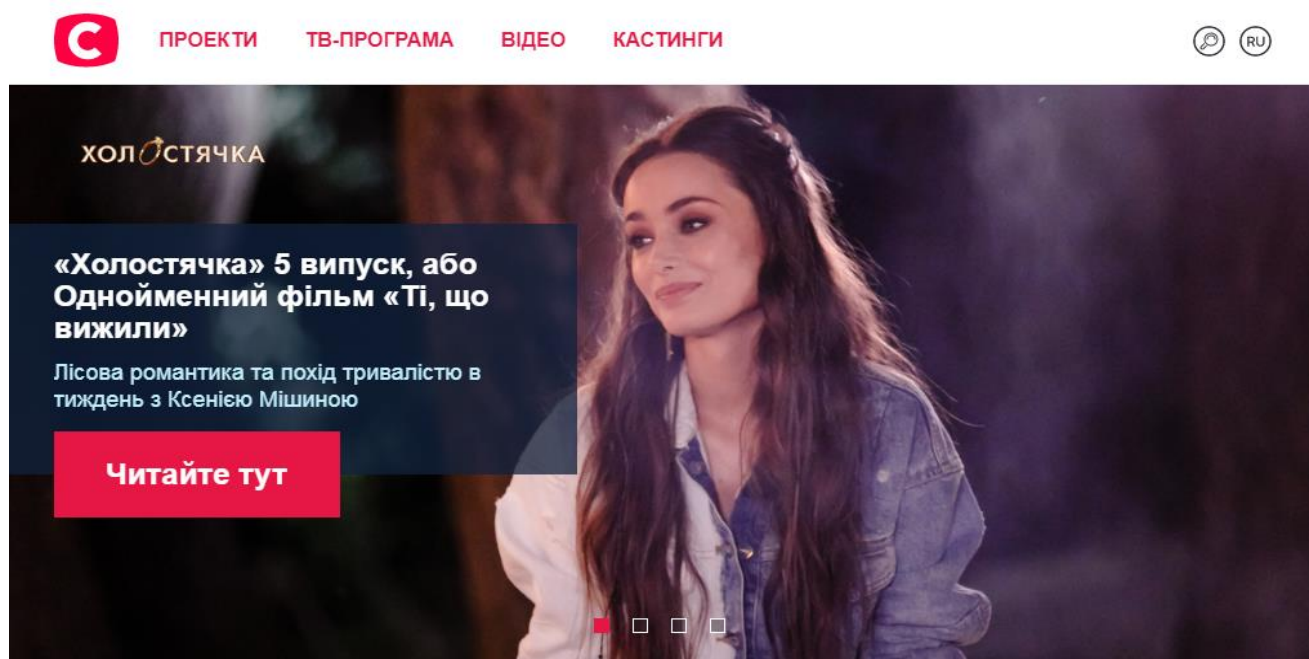 С ПРОЕКТИ ТВ-ПРОГРАМА ВІДЕО КАСТИНГИ RU
ХОЛОСТЯЧКА
«Холостячка» 5 випуск, або
Однойменний фільм «Ті, що
вижили»
Лісова романтика та похід тривалістю в
тиждень з Ксенією Мішиною
Читайте тут